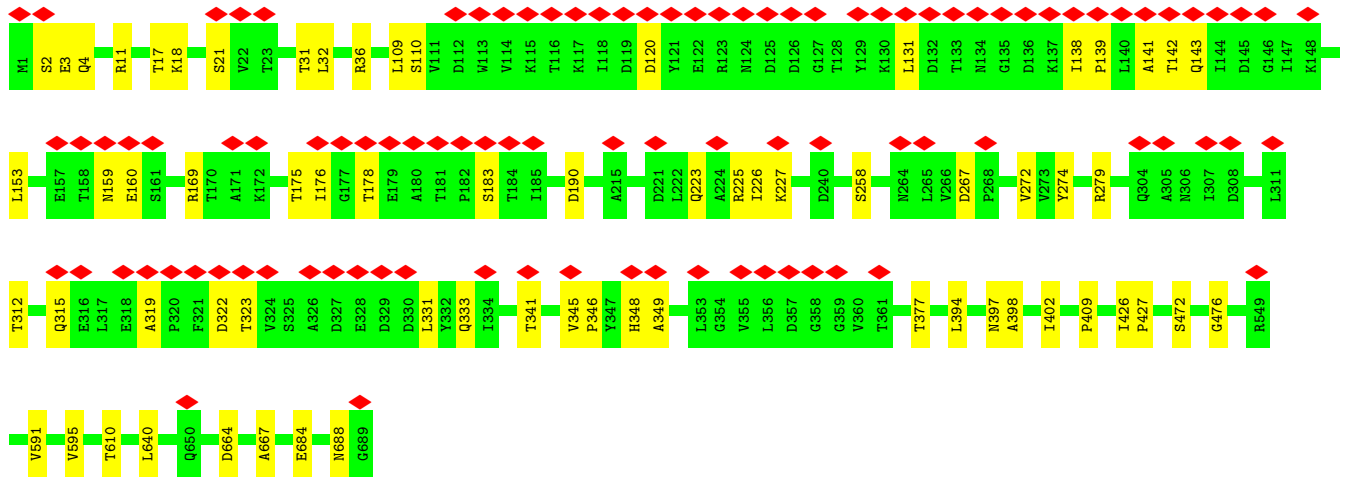 M1 S2 E3 Q4 R11 T17 K18 S21 V22 T23 T31 L32 R36 L109 S110 V111 D112 W113 V114 K115 T116 K117 I118 D119 D120 Y121 E122 R123 N124 D125 D126 G127 T128 Y129 K130 L131 D132 T133 N134 G135 D136 K137 I138 P139 L140 A141 T142 Q143 I144 D145 G146 I147 K148
L153 E157 T158 N159 E160 S161 R169 T170 A171 K172 T175 I176 G177 T178 E179 A180 T181 P182 S183 T184 I185 D190 A215 D221 L222 Q223 A224 R225 I226 K227 D240 S258 N264 L265 V266 D267 P268 V272 V273 Y274 R279 Q304 A305 N306 I307 D308 L311
T312 Q315 E316 L317 E318 A319 P320 F321 D322 T323 V324 S325 A326 D327 E328 D329 D330 L331 Y332 Q333 I334 T341 V345 P346 Y347 H348 A349 L353 G354 V355 L356 D357 G358 G359 V360 T361 T377 L394 N397 A398 I402 P409 I426 P427 S472 G476 R549
V591 V595 T610 L640 Q650 D664 A667 E684 N688 G689